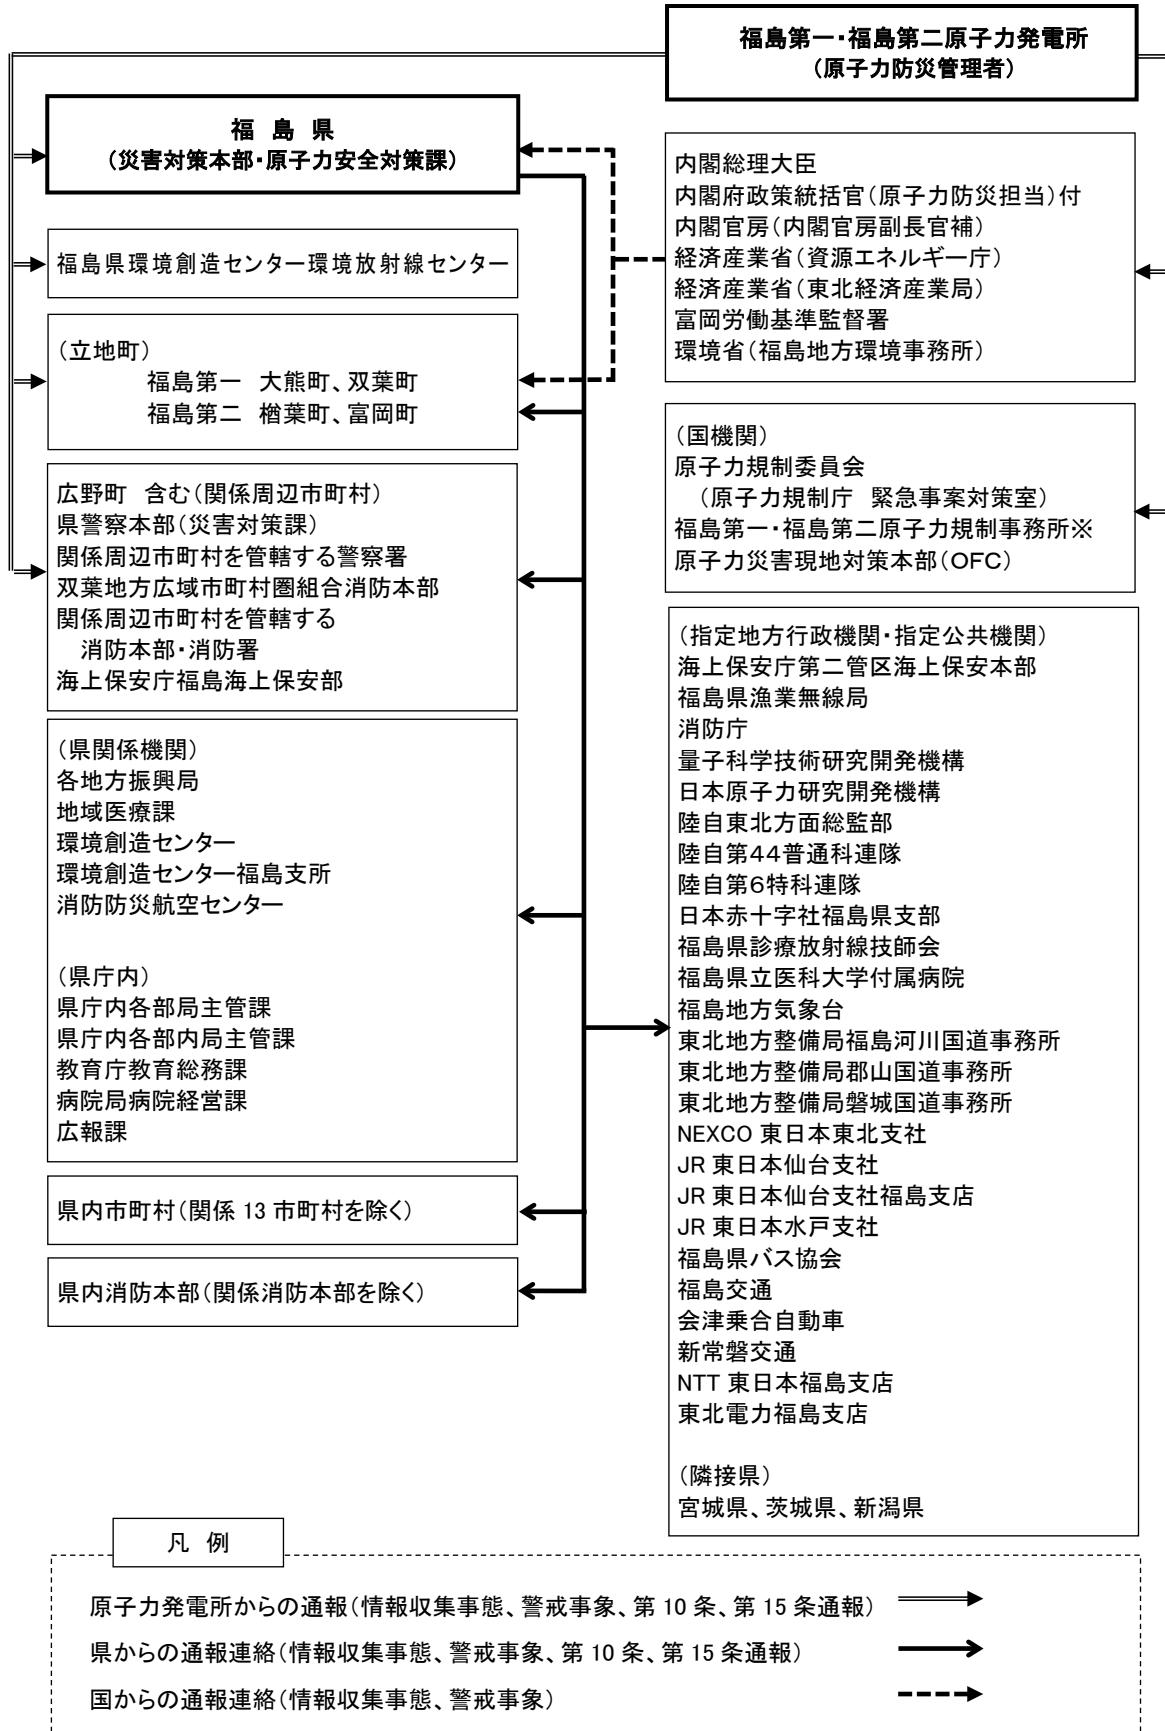 福島第一・福島第二原子力発電所
(原子力防災管理者)
福 島 県
(災害対策本部・原子力安全対策課)
内閣総理大臣
内閣府政策統括官(原子力防災担当)付
内閣官房(内閣官房副長官補)
経済産業省(資源エネルギー庁)
経済産業省(東北経済産業局)
富岡労働基準監督署
環境省(福島地方環境事務所)
福島県環境創造センター環境放射線センター
(立地町)
福島第一 大熊町、双葉町
福島第二 楢葉町、富岡町
(国機関)
原子力規制委員会
(原子力規制庁 緊急事案対策室)
福島第一・福島第二原子力規制事務所※
原子力災害現地対策本部(OFC)
広野町 含む(関係周辺市町村)
県警察本部(災害対策課)
関係周辺市町村を管轄する警察署
双葉地方広域市町村圏組合消防本部
関係周辺市町村を管轄する
消防本部・消防署
海上保安庁福島海上保安部
(指定地方行政機関・指定公共機関)
海上保安庁第二管区海上保安本部
福島県漁業無線局
消防庁
量子科学技術研究開発機構
日本原子力研究開発機構
陸自東北方面総監部
陸自第44普通科連隊
陸自第6特科連隊
日本赤十字社福島県支部
福島県診療放射線技師会
福島県立医科大学付属病院
福島地方気象台
東北地方整備局福島河川国道事務所
東北地方整備局郡山国道事務所
東北地方整備局磐城国道事務所
NEXCO 東日本東北支社
JR 東日本仙台支社
JR 東日本仙台支社福島支店
JR 東日本水戸支社
福島県バス協会
福島交通
会津乗合自動車
新常磐交通
NTT 東日本福島支店
東北電力福島支店
(隣接県)
宮城県、茨城県、新潟県
(県関係機関)
各地方振興局
地域医療課
環境創造センター
環境創造センター福島支所
消防防災航空センター
(県庁内)
県庁内各部局主管課
県庁内各部内局主管課
教育庁教育総務課
病院局病院経営課
広報課
県内市町村(関係 13 市町村を除く)
県内消防本部(関係消防本部を除く)
凡 例
原子力発電所からの通報(情報収集事態、警戒事象、第 10 条、第 15 条通報)
県からの通報連絡(情報収集事態、警戒事象、第 10 条、第 15 条通報)
国からの通報連絡(情報収集事態、警戒事象)